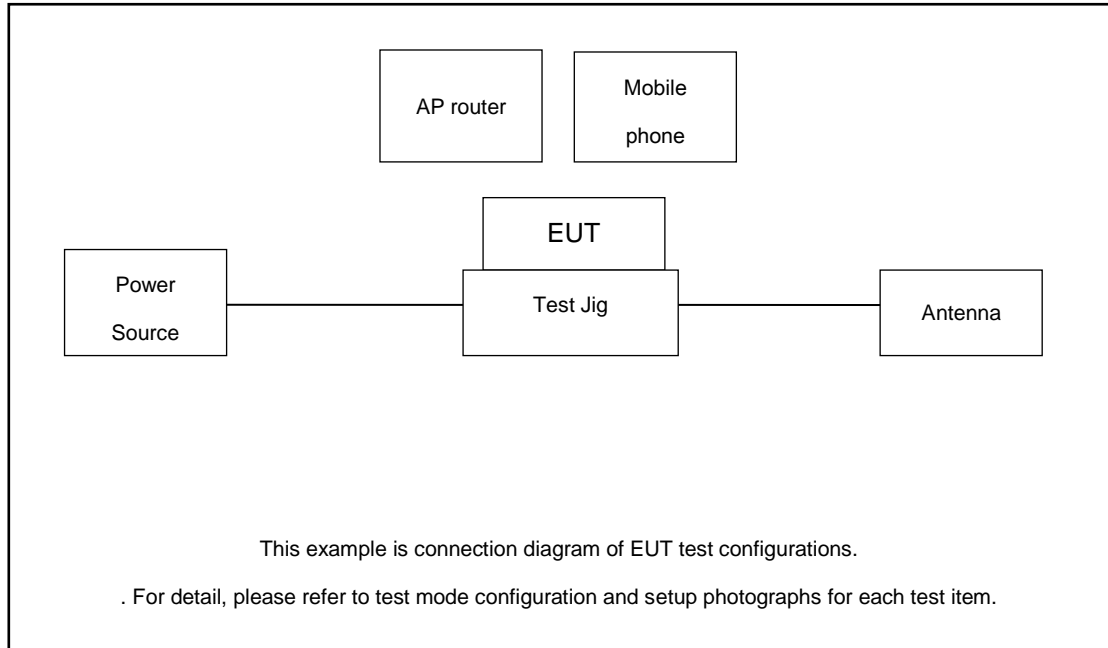 AP router
Mobile
phone
EUT
Power
Source
Test Jig
Antenna
This example is connection diagram of EUT test configurations.
. For detail, please refer to test mode configuration and setup photographs for each test item.